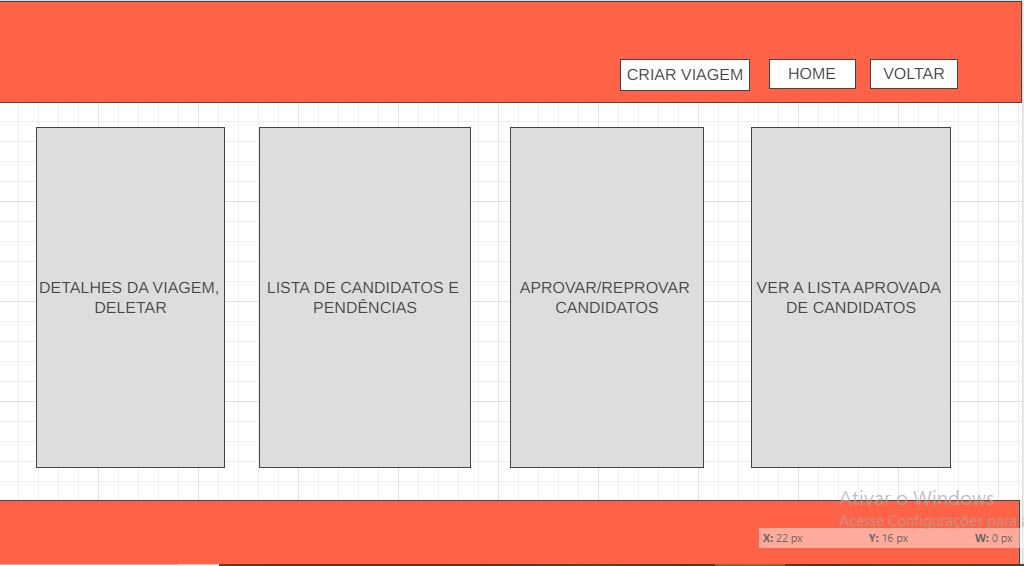 CRIAR VIAGEM
HOME
VOLTAR
DETALHES DA VIAGEM,
DELETAR
LISTA DE CANDIDATOS E
PENDÊNCIAS
APROVAR/REPROVAR
CANDIDATOS
VER A LISTA APROVADA
DE CANDIDATOS
Ativar o Windows
Acesse Configurações para a
X: 22 px Y: 16 px W: 0 px